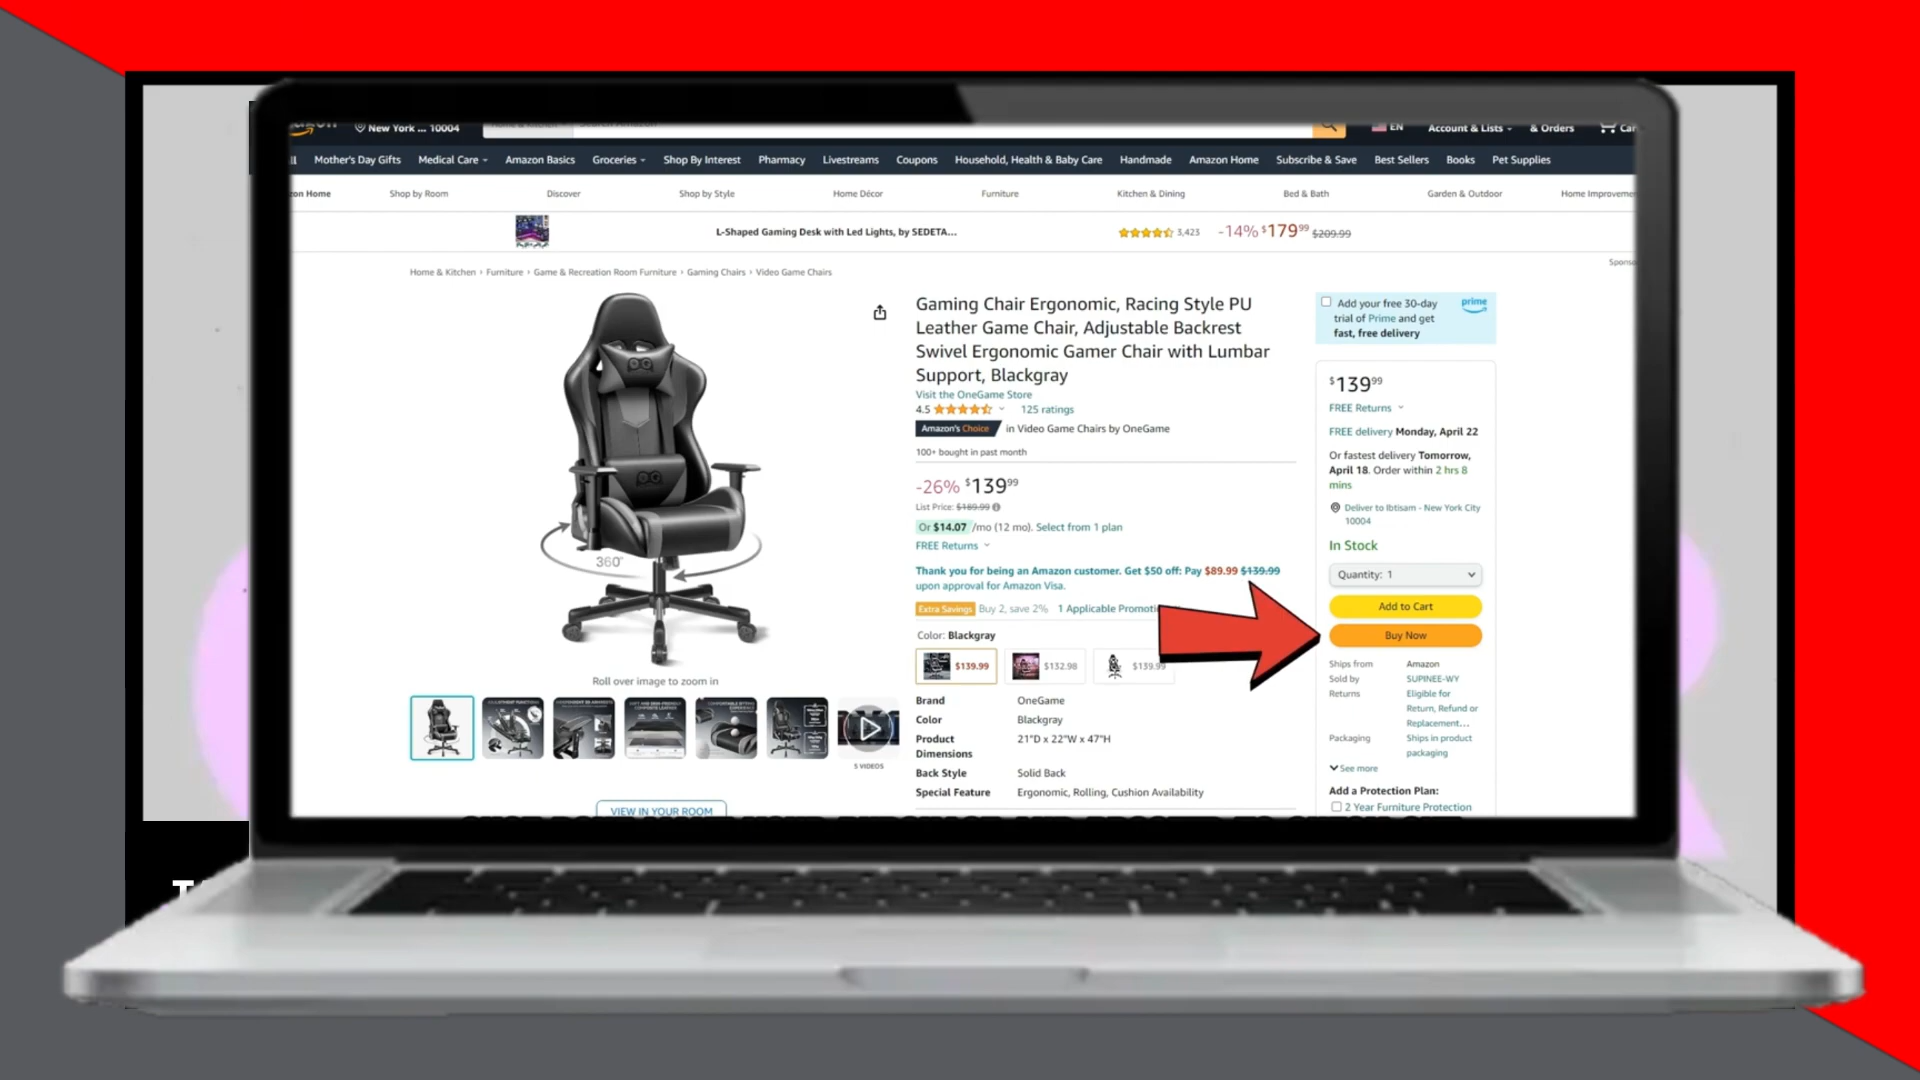 New York ... 10004
EN
Account & Lists
& Orders
Mother's Day Gifts
Medical Care
Amazon Basics
Groceries
Shop By Interest
Pharmacy
Livestreams
Coupons
Household, Health & Baby Care
Handmade
Amazon Home
Subscribe & Save
Best Sellers
Books
Pet Supplies
Shop by Room
Discover
Shop by Style
Home Décor
Furniture
Kitchen & Dining
Bed & Bath
Garden & Outdoor
L-Shaped Gaming Desk with Led Lights, by SEDETA...
3,423
-14% $179.99 $209.99
Home & Kitchen › Furniture › Game & Recreation Room Furniture › Gaming Chairs › Video Game Chairs
Gaming Chair Ergonomic, Racing Style PU
Leather Game Chair, Adjustable Backrest
Swivel Ergonomic Gamer Chair with Lumbar
Support, Blackgray
Visit the OneGame Store
4.5
125 ratings
Amazon's Choice in Video Game Chairs by OneGame
100+ bought in past month
-26% $139.99
List Price: $189.99
Or $14.07 /mo (12 mo). Select from 1 plan
FREE Returns
Thank you for being an Amazon customer. Get $50 off: Pay $89.99 $139.99
upon approval for Amazon Visa.
Extra Savings Buy 2, save 2% 1 Applicable
Color: Blackgray
$139.99
$132.98
$139.99
Brand OneGame
Color Blackgray
Product
Dimensions
21"D x 22"W x 47"H
Back Style Solid Back
Special Feature Ergonomic, Rolling, Cushion Availability
360°
Roll over image to zoom in
5 VIDEOS
VIEW IN YOUR ROOM
Add your free 30-day
trial of Prime and get
fast, free delivery
prime
$139.99
FREE Returns
FREE delivery Monday, April 22
Or fastest delivery Tomorrow,
April 18. Order within 2 hrs 8
mins
Deliver to Ibtisam - New York City
10004
In Stock
Quantity: 1
Add to Cart
Buy Now
Ships from Amazon
Sold by SUPINEE-WY
Returns Eligible for
Return, Refund or
Replacement...
Packaging Ships in product
packaging
See more
Add a Protection Plan:
2 Year Furniture Protection